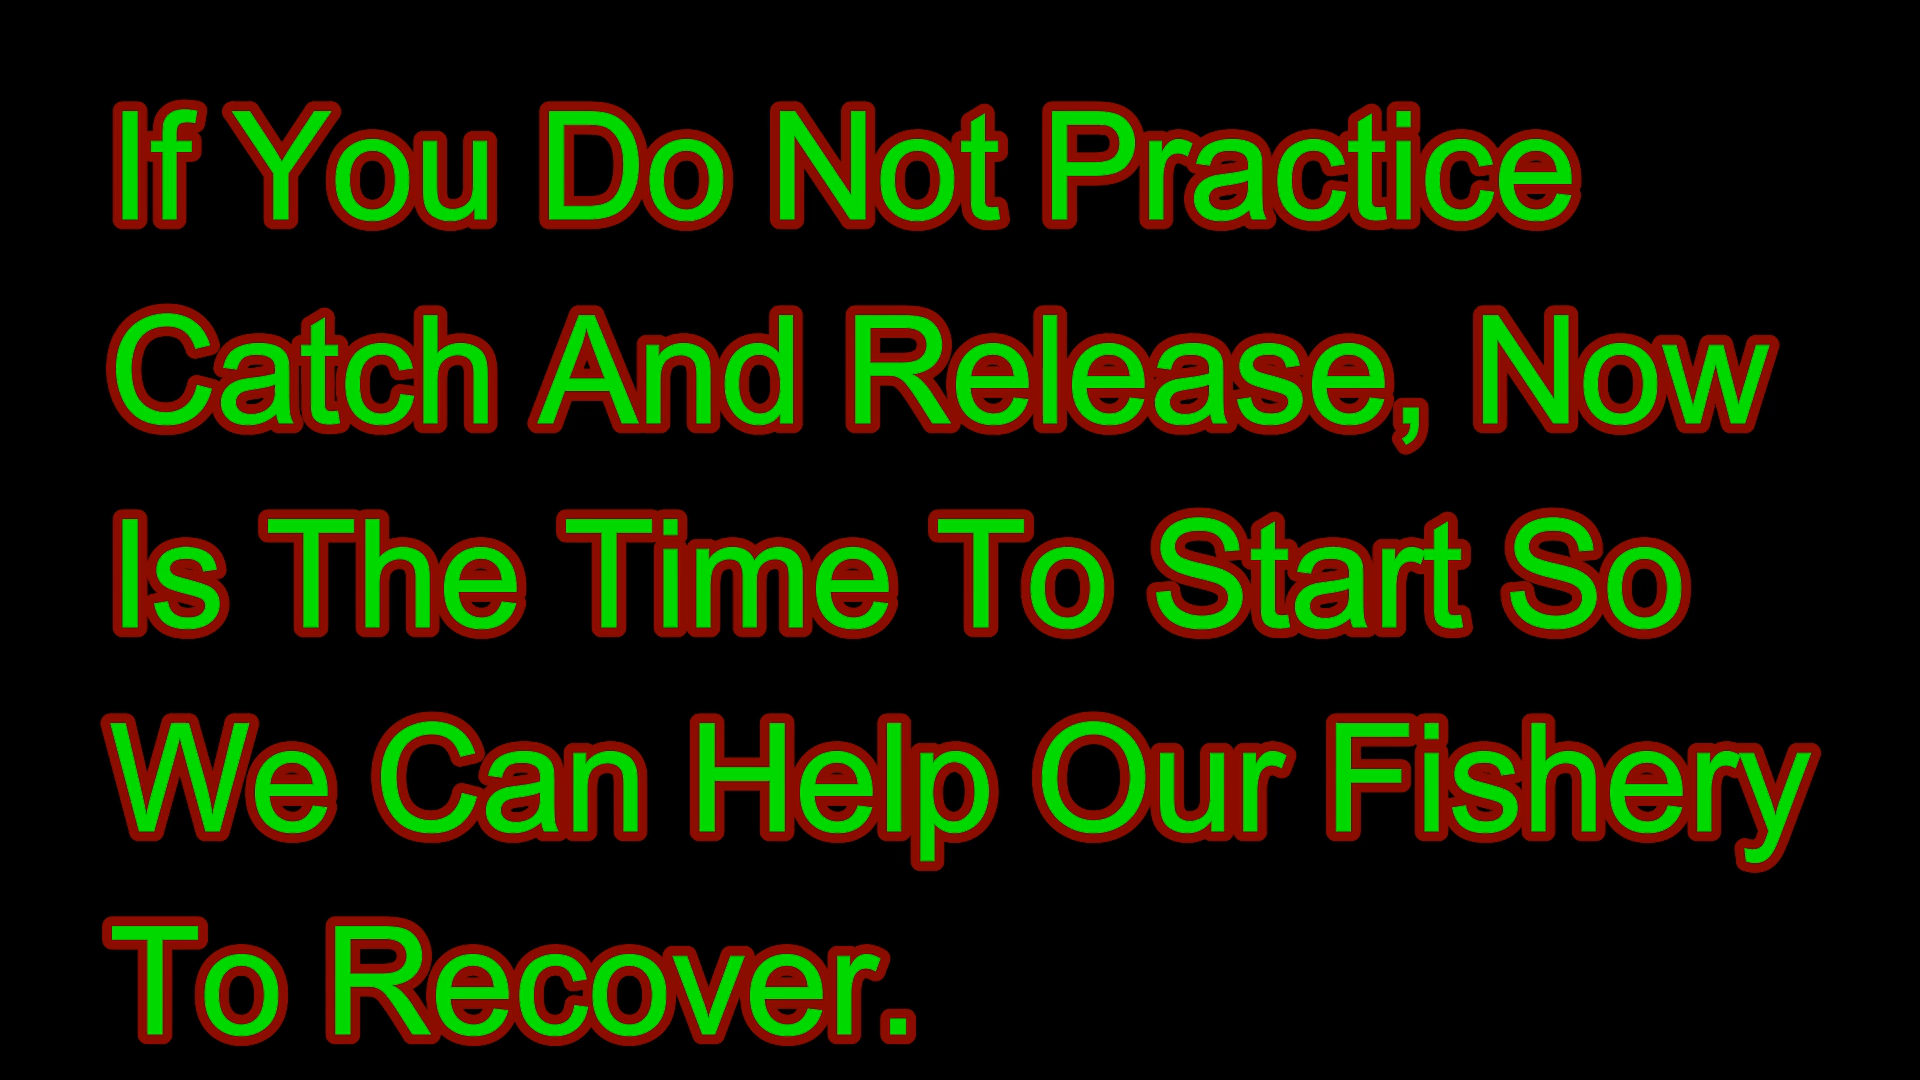 If You Do Not Practice
Catch And Release, Now
Is The Time To Start So
We Can Help Our Fishery
To Recover.